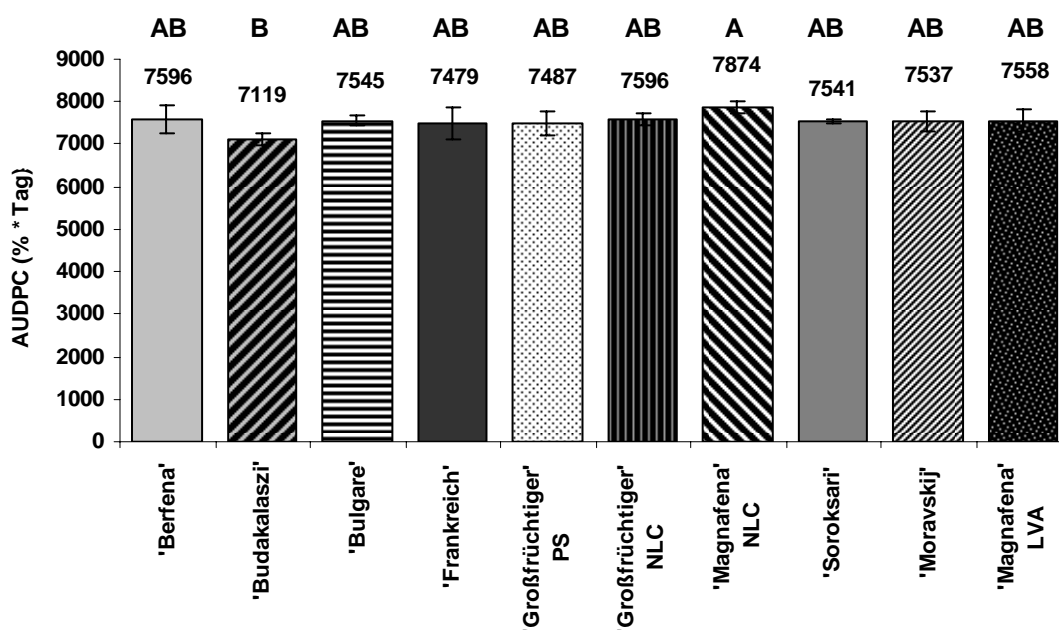 AB B AB AB AB AB A AB AB AB
9000
8000
7000
6000
5000
4000
3000
2000
1000
0
AUDPC (% * Tag}
7596 7119 7545 7479 7487 7596 7874 7541 7537 7558
'Berfena'
'Budakalaszi'
'Bulgare'
'Frankreich'
'Großfrüchtiger'
PS
'Großfrüchtiger'
NLC
'Magnafena'
NLC
'Soroksari'
'Moravskij'
'Magnafena'
LVA